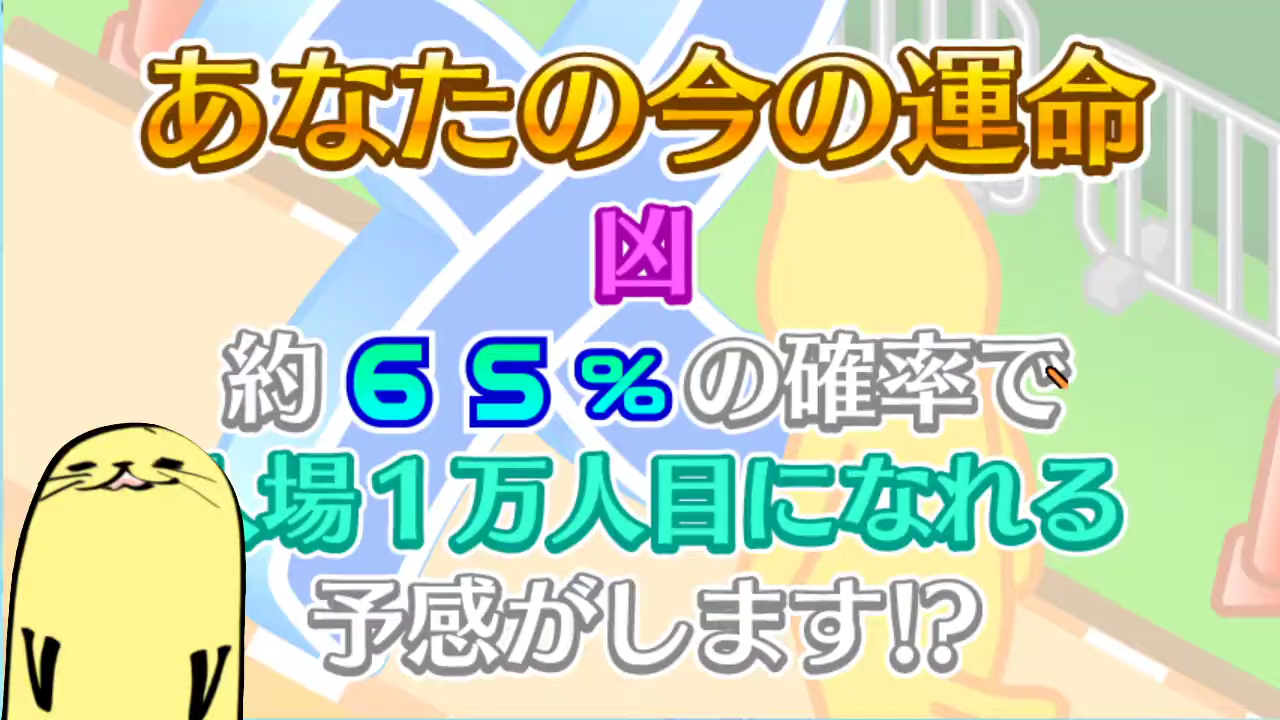 あなたの今の運命
凶
約６５％の確率で
場１万人目になれる
予感がします!?